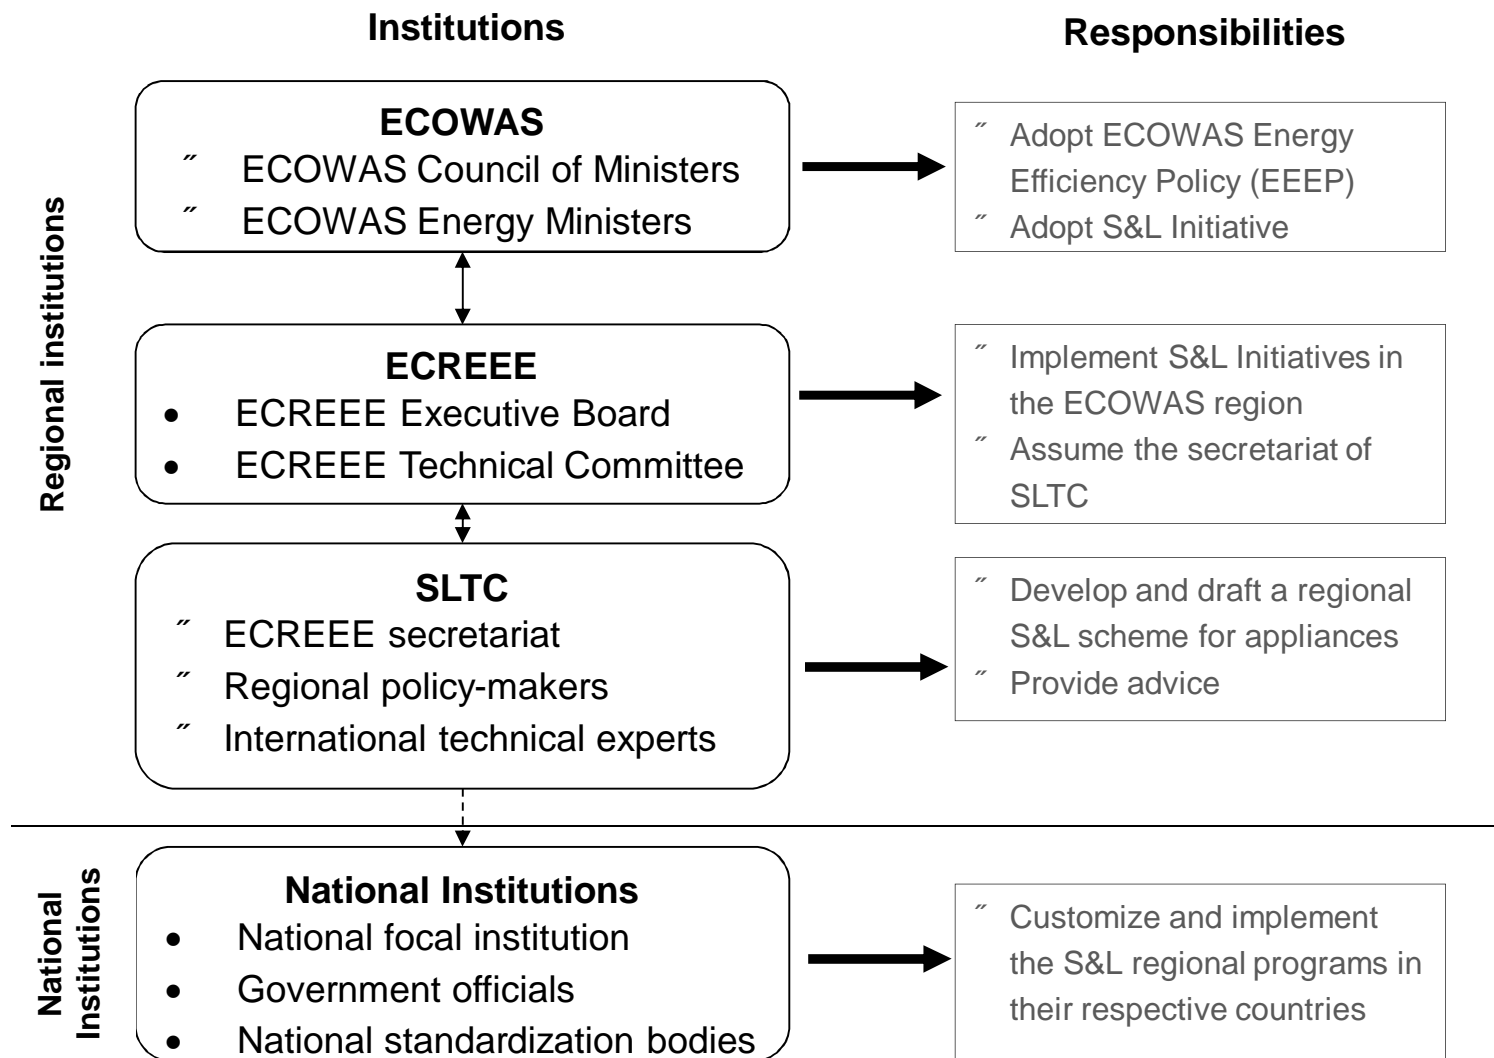 Institutions
Responsibilities
Regional institutions
ECOWAS
˝ ECOWAS Council of Ministers
˝ ECOWAS Energy Ministers
˝ Adopt ECOWAS Energy
Efficiency Policy (EEEP)
˝ Adopt S&L Initiative
ECREEE
• ECREEE Executive Board
• ECREEE Technical Committee
˝ Implement S&L Initiatives in
the ECOWAS region
˝ Assume the secretariat of
SLTC
SLTC
˝ ECREEE secretariat
˝ Regional policy-makers
˝ International technical experts
˝ Develop and draft a regional
S&L scheme for appliances
˝ Provide advice
National
Institutions
National Institutions
• National focal institution
• Government officials
• National standardization bodies
˝ Customize and implement
the S&L regional programs in
their respective countries